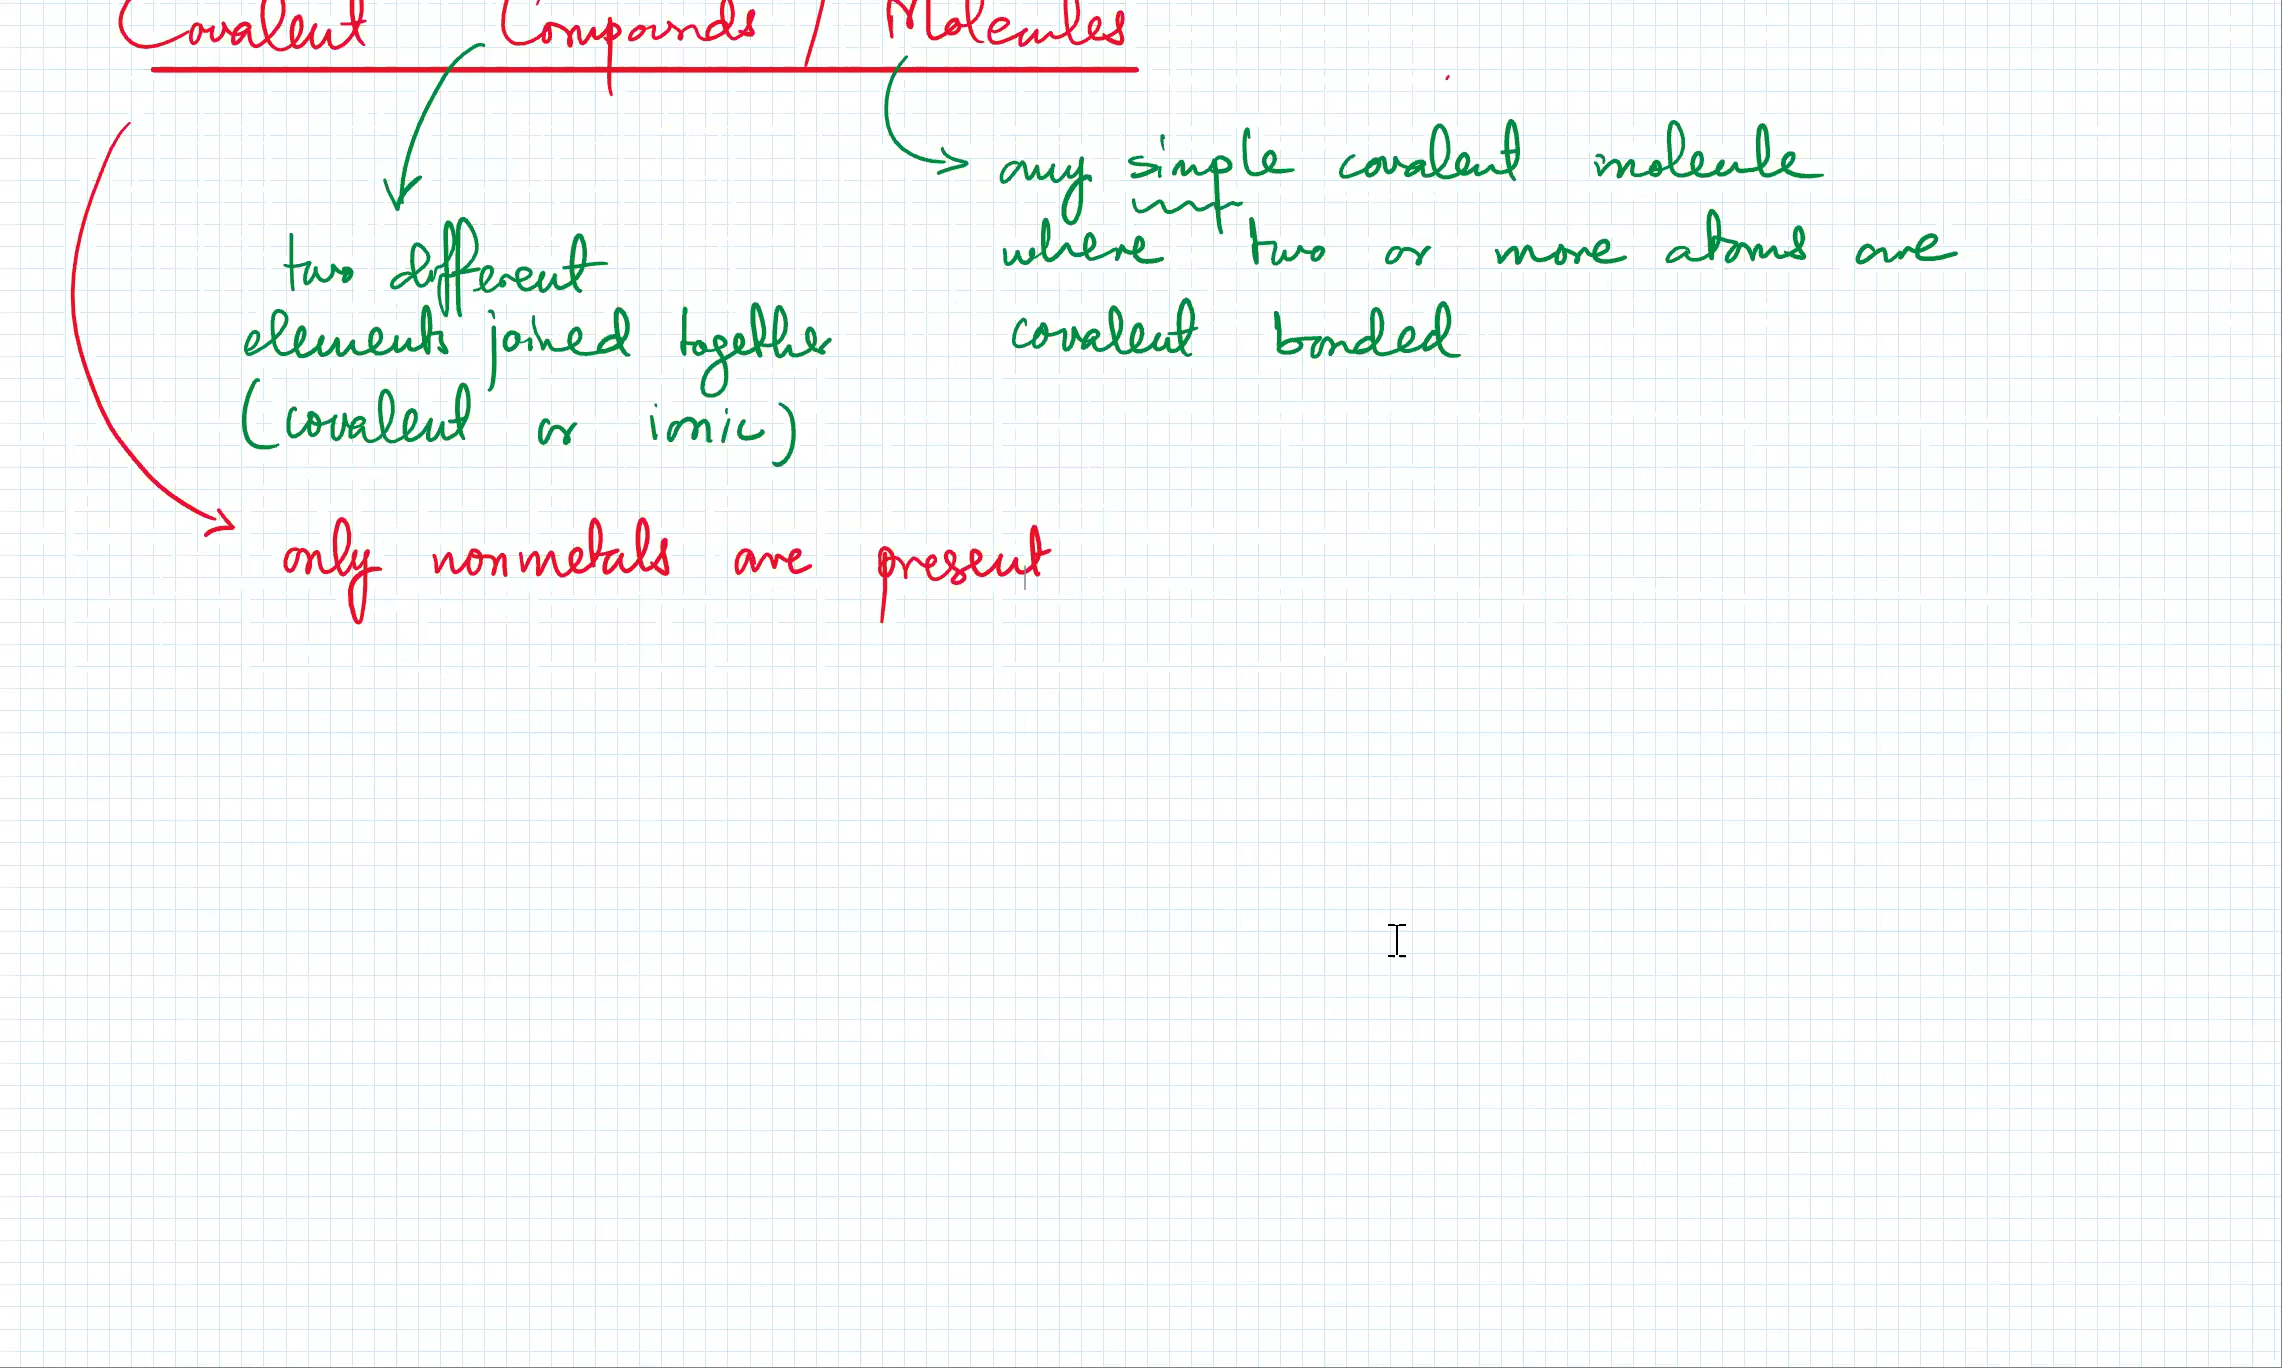 Covalent Compounds / Molecules
any simple covalent molecule
where two or more atoms are
covalent bonded
two different
elements joined together
(covalent or ionic)
only nonmetals are present